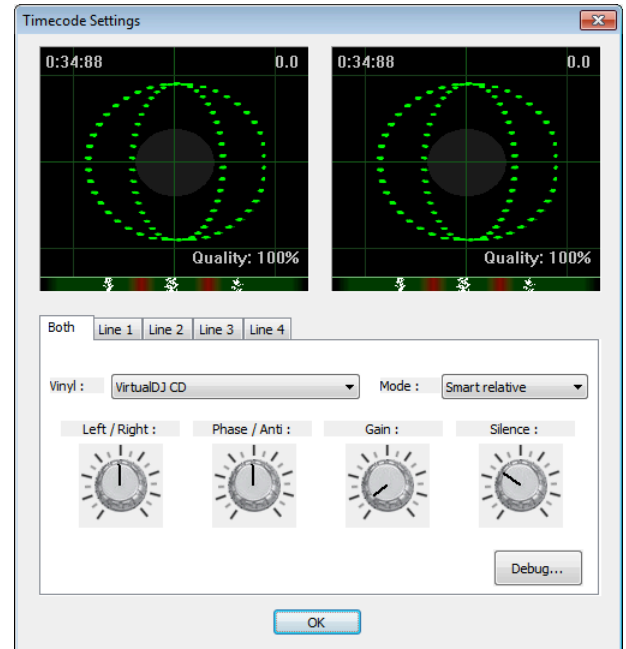 Timecode Settings
0:34:88 0.0 0:34:88 0.0
Quality: 100% Quality: 100%
Both Line 1 Line 2 Line 3 Line 4
Vinyl : VirtualDJ CD Mode : Smart relative
Left / Right : Phase / Anti : Gain : Silence :
Debug...
OK